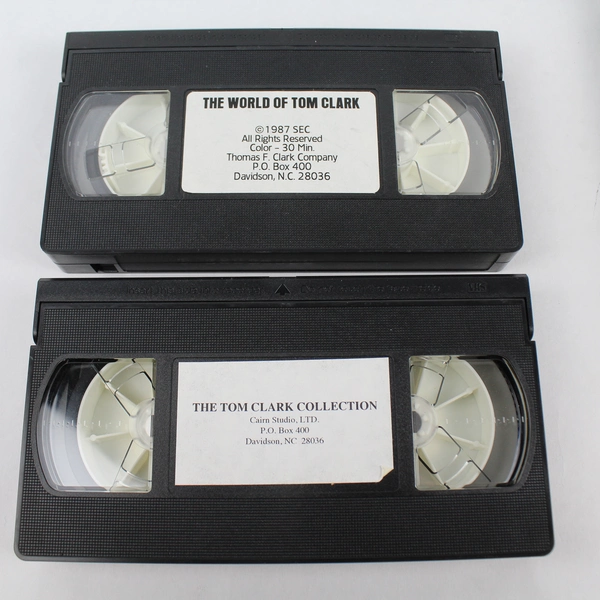 THE WORLD OF TOM CLARK
©1987 SEC
All Rights Reserved
Color - 30 Min.
Thomas F. Clark Company
P.O. Box 400
Davidson, N.C. 28036
THE TOM CLARK COLLECTION
Cairn Studio, LTD.
P.O. Box 400
Davidson, NC 28036